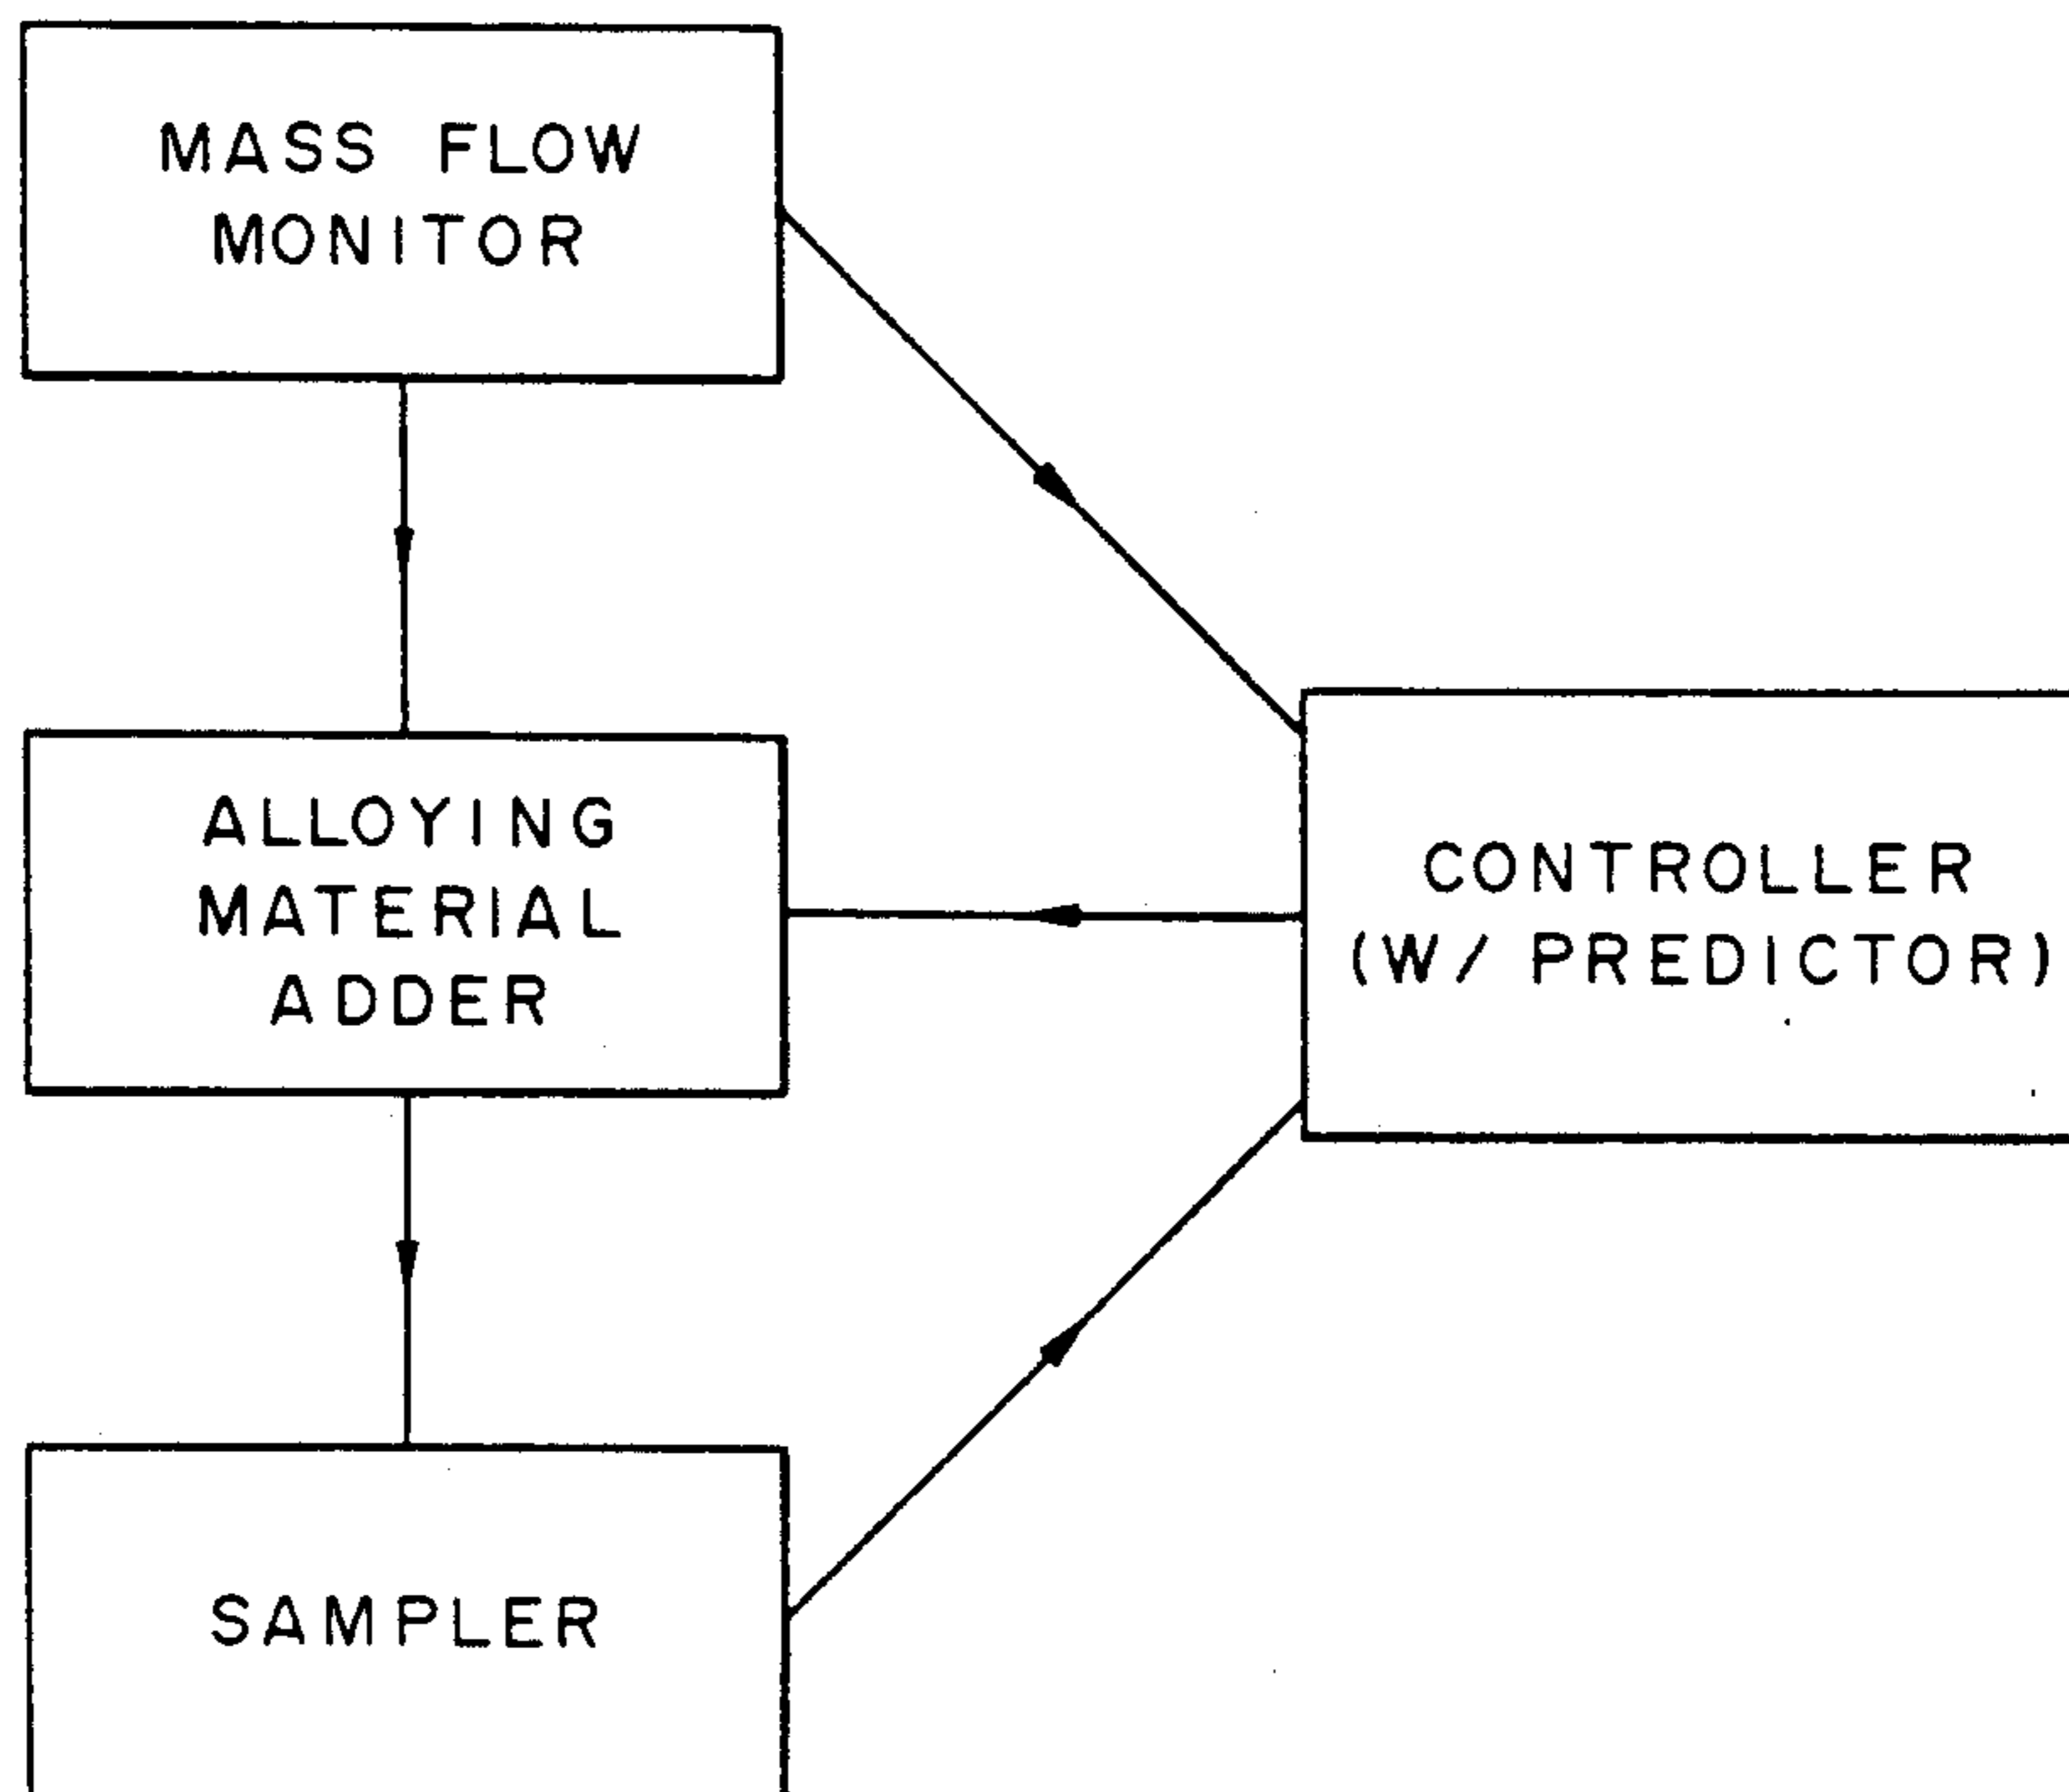 MASS FLOW
MONITOR
ALLOYING
MATERIAL
ADDER
CONTROLLER
(W/ PREDICTOR)
SAMPLER